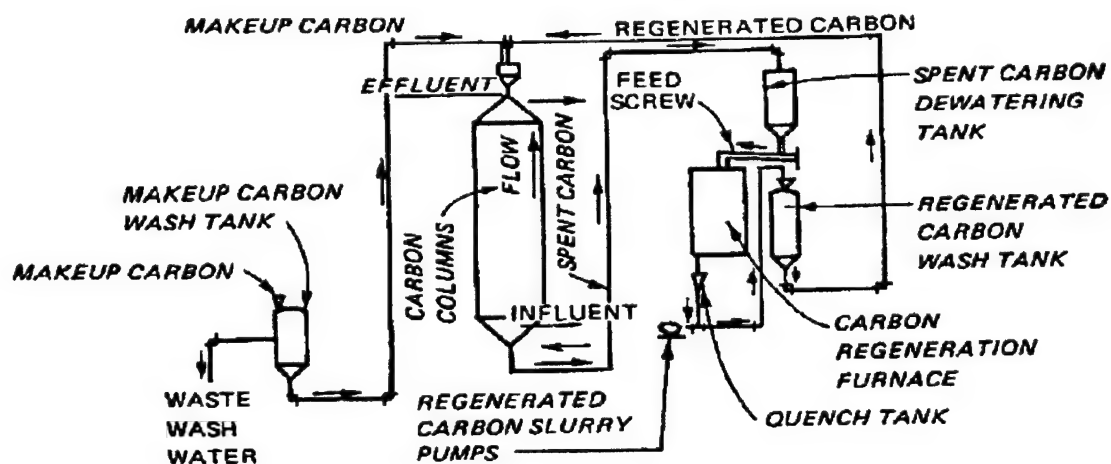 MAKEUP CARBON
REGENERATED CARBON
EFFLUENT
FEED
SCREW
SPENT CARBON
DEWATERING
TANK
FLOW
SPENT CARBON
MAKEUP CARBON
WASH TANK
MAKEUP CARBON
CARBON
COLUMNS
REGENERATED
CARBON
WASH TANK
INFLUENT
CARBON
REGENERATION
FURNACE
WASTE
WASH
WATER
REGENERATED
CARBON SLURRY
PUMPS
QUENCH TANK